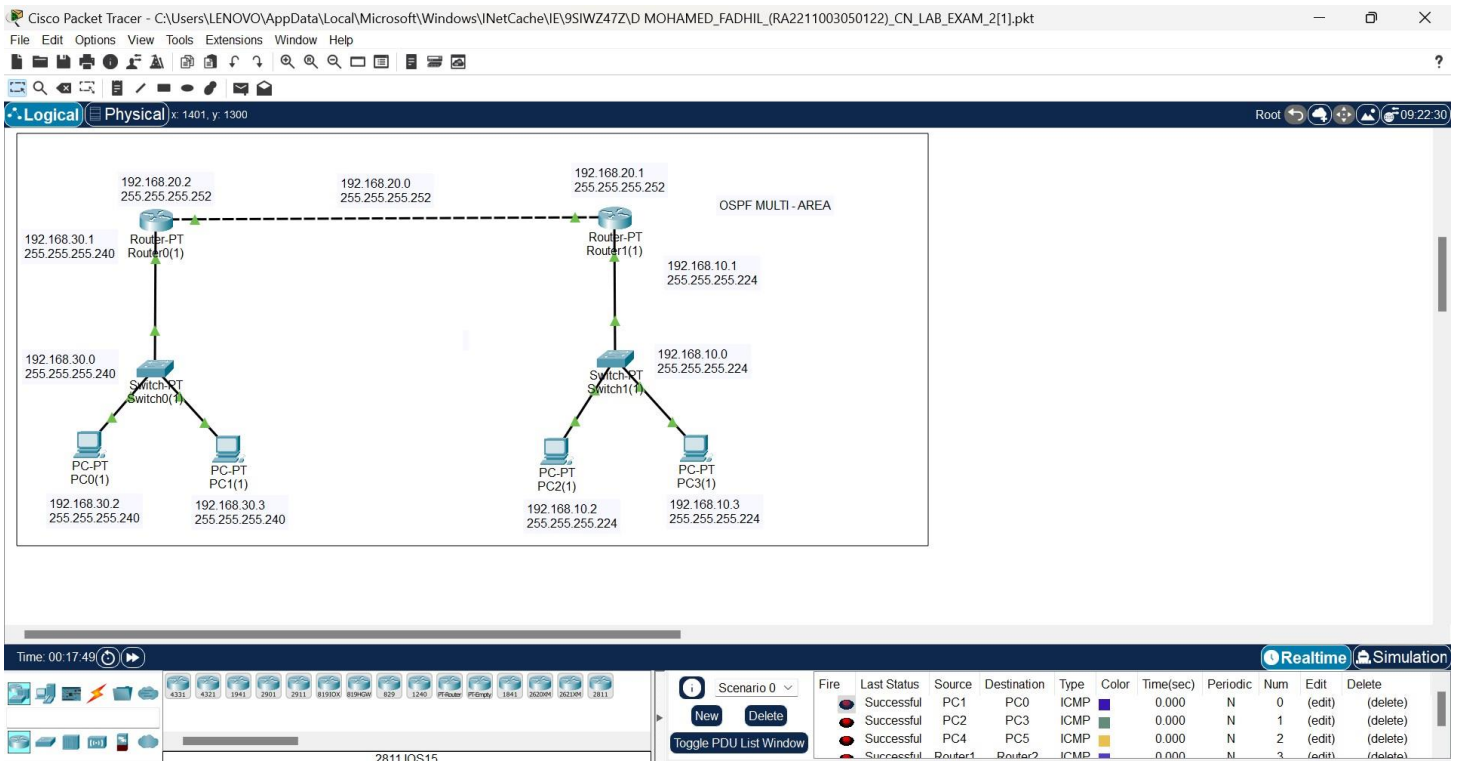 Cisco Packet Tracer - C:\Users\LENOVO\AppData\Local\Microsoft\Windows\INetCache\IE\9SIWZ47Z\D MOHAMED_FADHIL_(RA2211003050122)_CN_LAB_EXAM_2[1].pkt
File Edit Options View Tools Extensions Window Help
?
Logical Physical x: 1401, y: 1300 Root 09:22:30
192.168.20.2
255.255.255.252
192.168.20.0
255.255.255.252
192.168.20.1
255.255.255.252
OSPF MULTI - AREA
192.168.30.1
255.255.255.240
Router-PT
Router0(1)
Router-PT
Router1(1)
192.168.10.1
255.255.255.224
192.168.30.0
255.255.255.240
Switch-PT
Switch0(1)
Switch-PT
Switch1(1)
192.168.10.0
255.255.255.224
PC-PT
PC0(1)
PC-PT
PC1(1)
PC-PT
PC2(1)
PC-PT
PC3(1)
192.168.30.2
255.255.255.240
192.168.30.3
255.255.255.240
192.168.10.2
255.255.255.224
192.168.10.3
255.255.255.224
Time: 00:17:49 Realtime Simulation
4331 4321 1941 2901 2911 819IOX 819HGW 829 1240 PT-Router PT-Empty 1841 2620XM 2621XM 2811
2811 IOS15
Scenario 0
New Delete
Toggle PDU List Window
Fire Last Status Source Destination Type Color Time(sec) Periodic Num Edit Delete
Successful PC1 PC0 ICMP 0.000 N 0 (edit) (delete)
Successful PC2 PC3 ICMP 0.000 N 1 (edit) (delete)
Successful PC4 PC5 ICMP 0.000 N 2 (edit) (delete)
Successful Router1 Router2 ICMP 0.000 N 3 (edit) (delete)